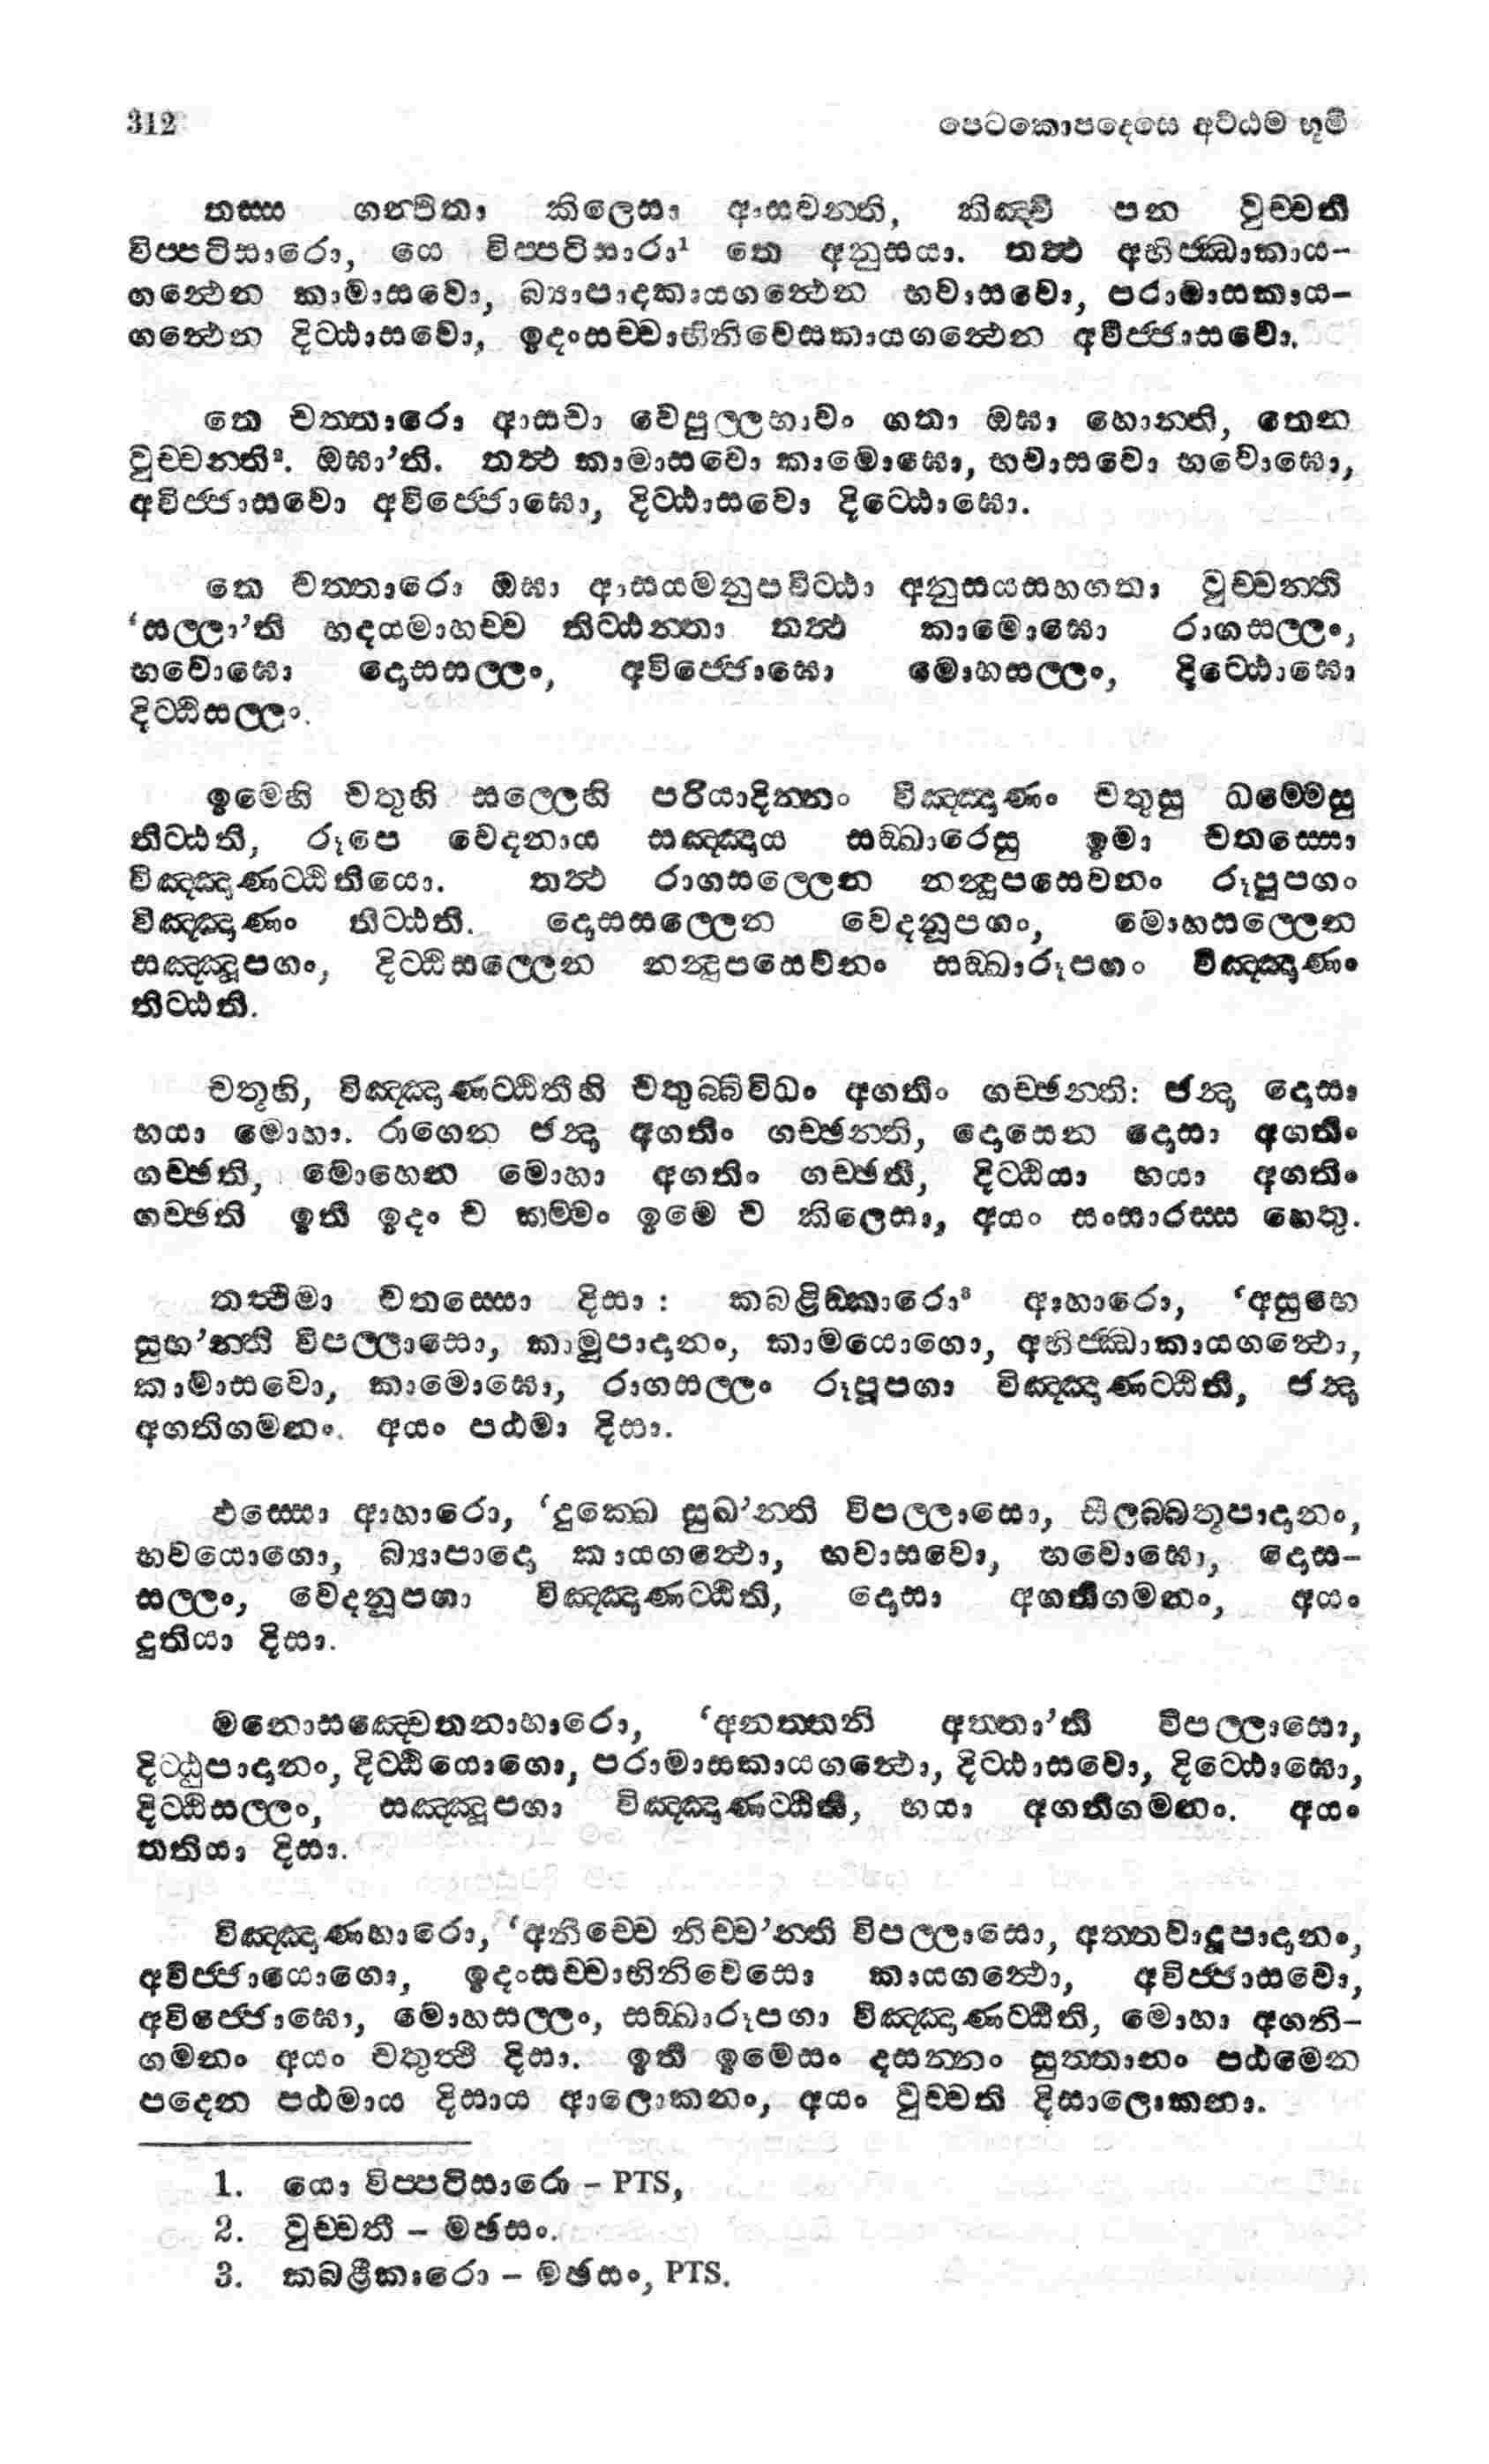 312 පෙටකොපදෙසෙ අට්ඨම භූමි
තස්ස ගන්ථිතා කිලෙසා ආසවන්ති, කිඤ්චි පන වුච්චති
විප්පටිසාරො, යෙ විප්පටිසාරා¹ තෙ අනුසයා. තත්ථ අභිජ්ඣාකාය-
ගන්ථෙන කාමාසවො, බ්‍යාපාදකායගන්ථෙන භවාසවො, පරාමාසකාය-
ගන්ථෙන දිට්ඨාසවො, ඉදංසච්චාභිනිවෙසකායගන්ථෙන අවිජ්ජාසවො.
තෙ චත්තාරො ආසවා වෙපුල්ලභාවං ගතා ඔඝා හොන්ති, තෙන
වුච්චන්ති². ඔඝා’ති. තත්ථ කාමාසවො කාමොඝො, භවාසවො භවොඝො,
අවිජ්ජාසවො අවිජ්ජොඝො, දිට්ඨාසවො දිට්ඨොඝො.
තෙ චත්තාරො ඔඝා ආසයමනුපවිට්ඨා අනුසයසහගතා වුච්චන්ති
‘සල්ලා’ති හදයමාහච්ච තිට්ඨන්තා තත්ථ කාමොඝො රාගසල්ලං,
භවොඝො දොසසල්ලං, අවිජ්ජොඝො මොහසල්ලං, දිට්ඨොඝො
දිට්ඨිසල්ලං.
ඉමෙහි චතුහි සල්ලෙහි පරියාදින්නං විඤ්ඤාණං චතුසු ධම්මෙසු
තිට්ඨති, රූපෙ වෙදනාය සඤ්ඤාය සඞ්ඛාරෙසු ඉමා චතස්සො
විඤ්ඤාණට්ඨිතියො. තත්ථ රාගසල්ලෙන නන්දූපසෙවනං රූපූපගං
විඤ්ඤාණං තිට්ඨති. දොසසල්ලෙන වෙදනූපගං, මොහසල්ලෙන
සඤ්ඤූපගං, දිට්ඨිසල්ලෙන නන්දූපසෙවනං සඞ්ඛාරූපගං විඤ්ඤාණං
තිට්ඨති.
චතූහි, විඤ්ඤාණට්ඨිතීහි චතුබ්බිධං අගතිං ගච්ඡන්ති: ඡන්දා දොසා
භයා මොහා. රාගෙන ඡන්දා අගතිං ගච්ඡන්ති, දොසෙන දොසා අගතිං
ගච්ඡති, මොහෙන මොහා අගතිං ගච්ඡති, දිට්ඨියා භයා අගතිං
ගච්ඡති ඉති ඉදං ච කම්මං ඉමෙ ච කිලෙසා, අයං සංසාරස්ස හෙතු.
තත්ථිමා චතස්සො දිසා : කබළිඞ්කාරො³ ආහාරො, ‘අසුභෙ
සුභ’න්ති විපල්ලාසො, කාමූපාදානං, කාමයොගො, අභිජ්ඣාකායගන්ථො,
කාමාසවො, කාමොඝො, රාගසල්ලං රූපූපගා විඤ්ඤාණට්ඨිති, ඡන්දා
අගතිගමනං. අයං පඨමා දිසා.
ඵස්සො ආහාරො, ‘දුක්ඛෙ සුඛ’න්ති විපල්ලාසො, සීලබ්බතූපාදානං,
භවයොගො, බ්‍යාපාදො කායගන්ථො, භවාසවො, භවොඝො, දොස-
සල්ලං, වෙදනූපගා විඤ්ඤාණට්ඨිති, දොසා අගතිගමනං, අයං
දුතියා දිසා.
මනොසඤ්චෙතනාහාරො, ‘අනත්තනි අත්තා’ති විපල්ලාසො,
දිට්ඨුපාදානං, දිට්ඨියොගො, පරාමාසකායගන්ථො, දිට්ඨාසවො, දිට්ඨොඝො,
දිට්ඨිසල්ලං, සඤ්ඤූපගා විඤ්ඤාණට්ඨිති, භයා අගතිගමනං. අයං
තතියා දිසා.
විඤ්ඤාණහාරො, ‘අනිච්චෙ නිච්ච’න්ති විපල්ලාසො, අත්තවාදූපාදානං,
අවිජ්ජායොගො, ඉදංසච්චාභිනිවෙසො කායගන්ථො, අවිජ්ජාසවො,
අවිජ්ජොඝො, මොහසල්ලං, සඞ්ඛාරූපගා විඤ්ඤාණට්ඨිති, මොහා අගති-
ගමනං අයං චතුත්ථි දිසා. ඉති ඉමෙසං දසන්නං සුත්තානං පඨමෙන
පදෙන පඨමාය දිසාය ආලොකනං, අයං වුච්චති දිසාලොකනා.
1. යො විප්පටිසාරො – PTS,
2. වුච්චති – මඡසං.
3. කබළීකාරො – මඡසං, PTS.